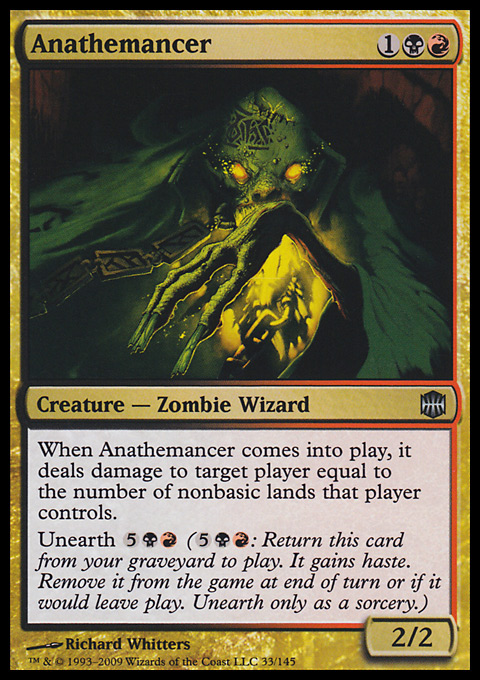 Anathemancer 1
Creature — Zombie Wizard
When Anathemancer comes into play, it
deals damage to target player equal to
the number of nonbasic lands that player
controls.
Unearth 5 (5 : Return this card
from your graveyard to play. It gains haste.
Remove it from the game at end of turn or if it
would leave play. Unearth only as a sorcery.)
Richard Whitters
2/2
™ & © 1993–2009 Wizards of the Coast LLC 33/145